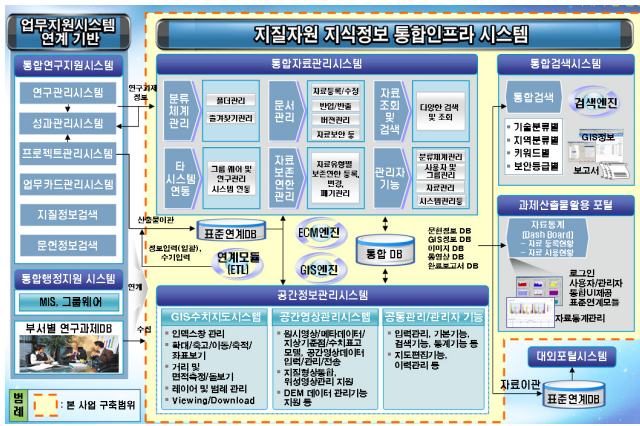 업무지원시스템
연계 기반
지질자원 지식정보 통합인프라 시스템
통합연구지원시스템
연구관리시스템
성과관리시스템
프로젝트관리시스템
업무카드관리시스템
지질정보검색
문헌정보검색
통합행정지원 시스템
MIS, 그룹웨어
부서별 연구과제DB
범례
: 본 사업 구축범위
연구과제
정보
산출물이관
정보입력(일괄),
수기입력
연계
수집
통합자료관리시스템
분류
체계
관리
폴더관리
즐겨찾기관리
문서
관리
자료등록/수정
반입/반출
버전관리
자료보안 등
자료
조회
및
검색
다양한 검색
및 조회
타
시스템
연동
그룹 웨어 및
연구관리
시스템 연동
자료
보존
연한
관리
자료유형별
보존연한 등록,
변경,
폐기관리
관리자
기능
분류체계관리
사용자 및
그룹관리
자료관리
시스템관리등
표준연계DB
연계모듈
(ETL)
ECM엔진
GIS엔진
통합 DB
문헌정보 DB
GIS정보 DB
이미지 DB
동영상 DB
완료보고서 DB
공간정보관리시스템
GIS수치지도시스템
인덱스창 관리
확대/축고/이동/축척/
좌표보기
거리 및
면적측정/돋보기
레이어 및 범례 관리
Viewing/Download
공간영상관리시스템
원시영상/메타데이터/
지상기준점/수치표고
모델, 공간영상데이터
입력/관리/전송
지질형상통합,
위성영상관리 지원
DEM 데이터 관리기능
지원 등
공통관리/관리자 기능
입력관리, 기본기능,
검색기능, 통계기능 등
지도편집기능,
이력관리 등
통합검색시스템
통합검색
검색엔진
기술분류별
지역분류별
키워드별
보안등급별
GIS정보
보고서
과제산출물활용 포탈
자료통계
(Dash Board)
- 자료 등록현황
- 자료 사용현황
로그인
사용자/관리자
통합UI제공
표준연계모듈
자료통계관리
대외포털시스템
자료이관
표준연계DB